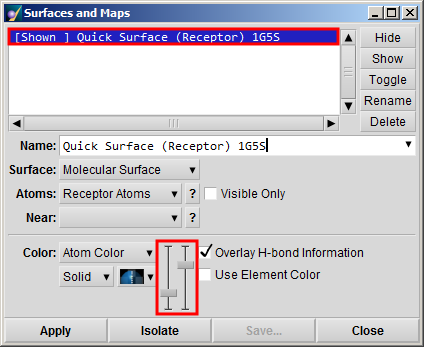 Surfaces and Maps
[Shown ] Quick Surface (Receptor) 1G5S
Hide
Show
Toggle
Rename
Delete
Name: Quick Surface (Receptor) 1G5S
Surface: Molecular Surface
Atoms: Receptor Atoms ? Visible Only
Near: ?
Color: Atom Color Overlay H-bond Information
Solid Use Element Color
Apply Isolate Save... Close